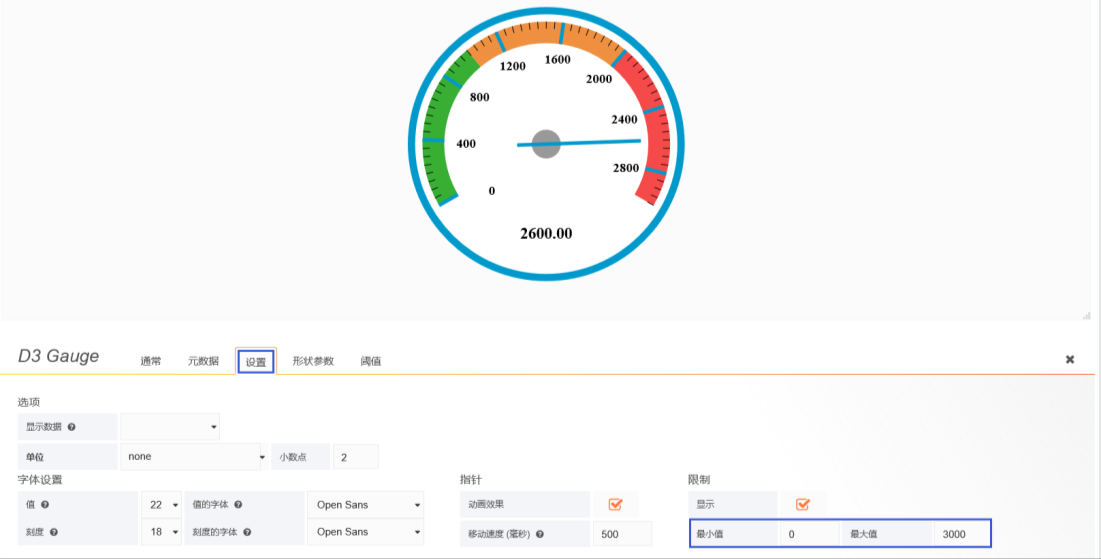 1600
1200
2000
800
2400
400
2800
0
2600.00
D3 Gauge 通常 元数据 设置 形状参数 阈值
选项
显示数据
单位 none 小数点 2
字体设置 指针 限制
值 22 值的字体 Open Sans 动画效果 显示
刻度 18 刻度的字体 Open Sans 移动速度 (毫秒) 500 最小值 0 最大值 3000